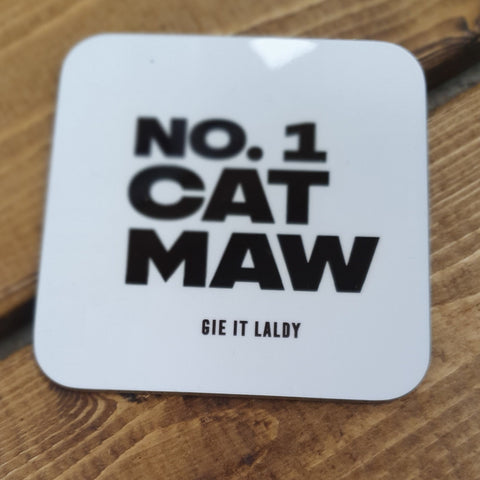 NO. 1
CAT
MAW
GIE IT LALDY